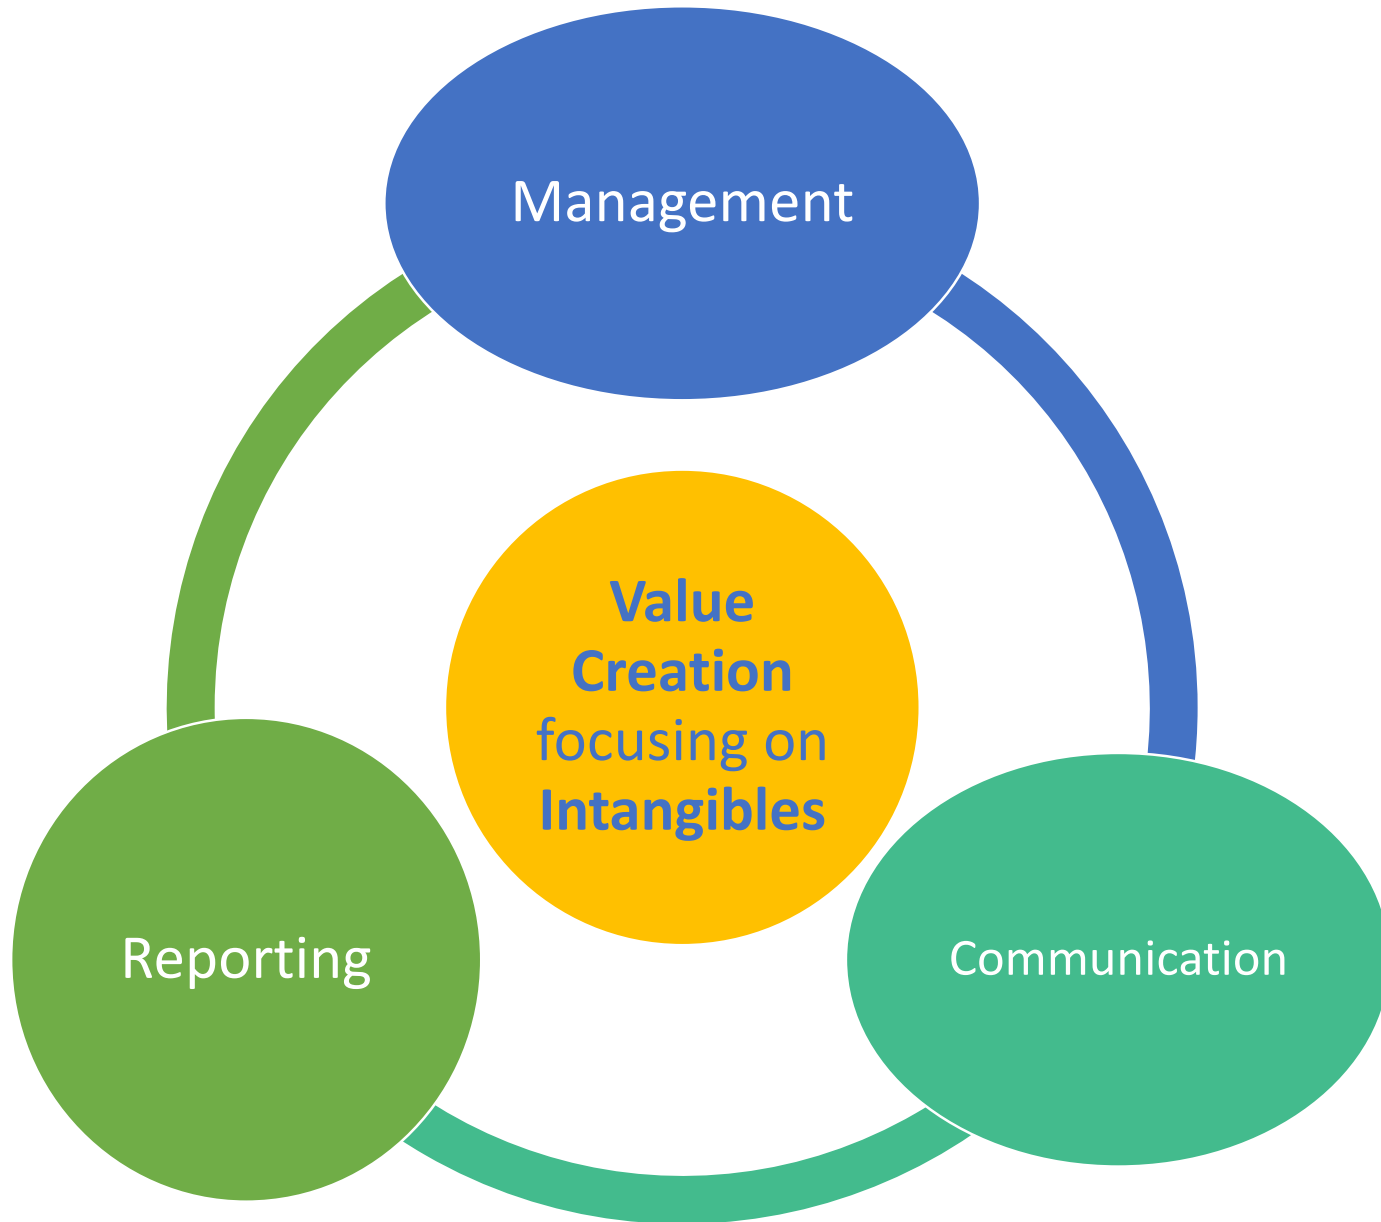 Management
Value
Creation
focusing on
Intangibles
Reporting
Communication